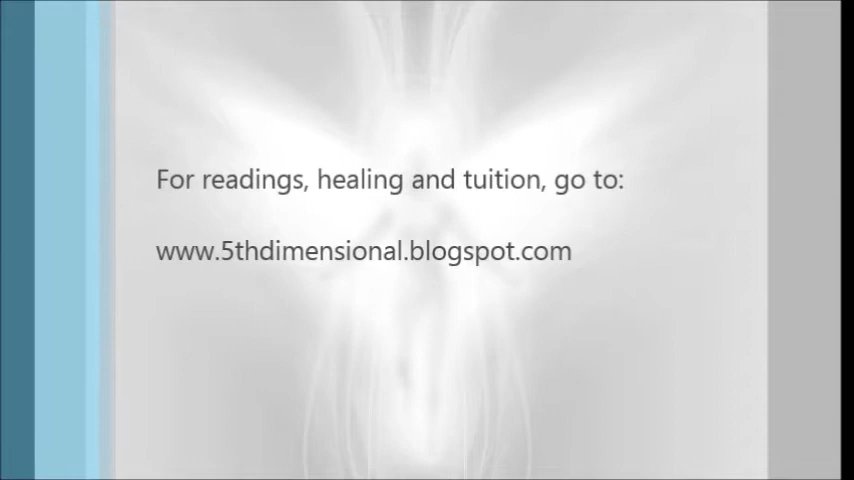 For readings, healing and tuition, go to:
www.5thdimensional.blogspot.com